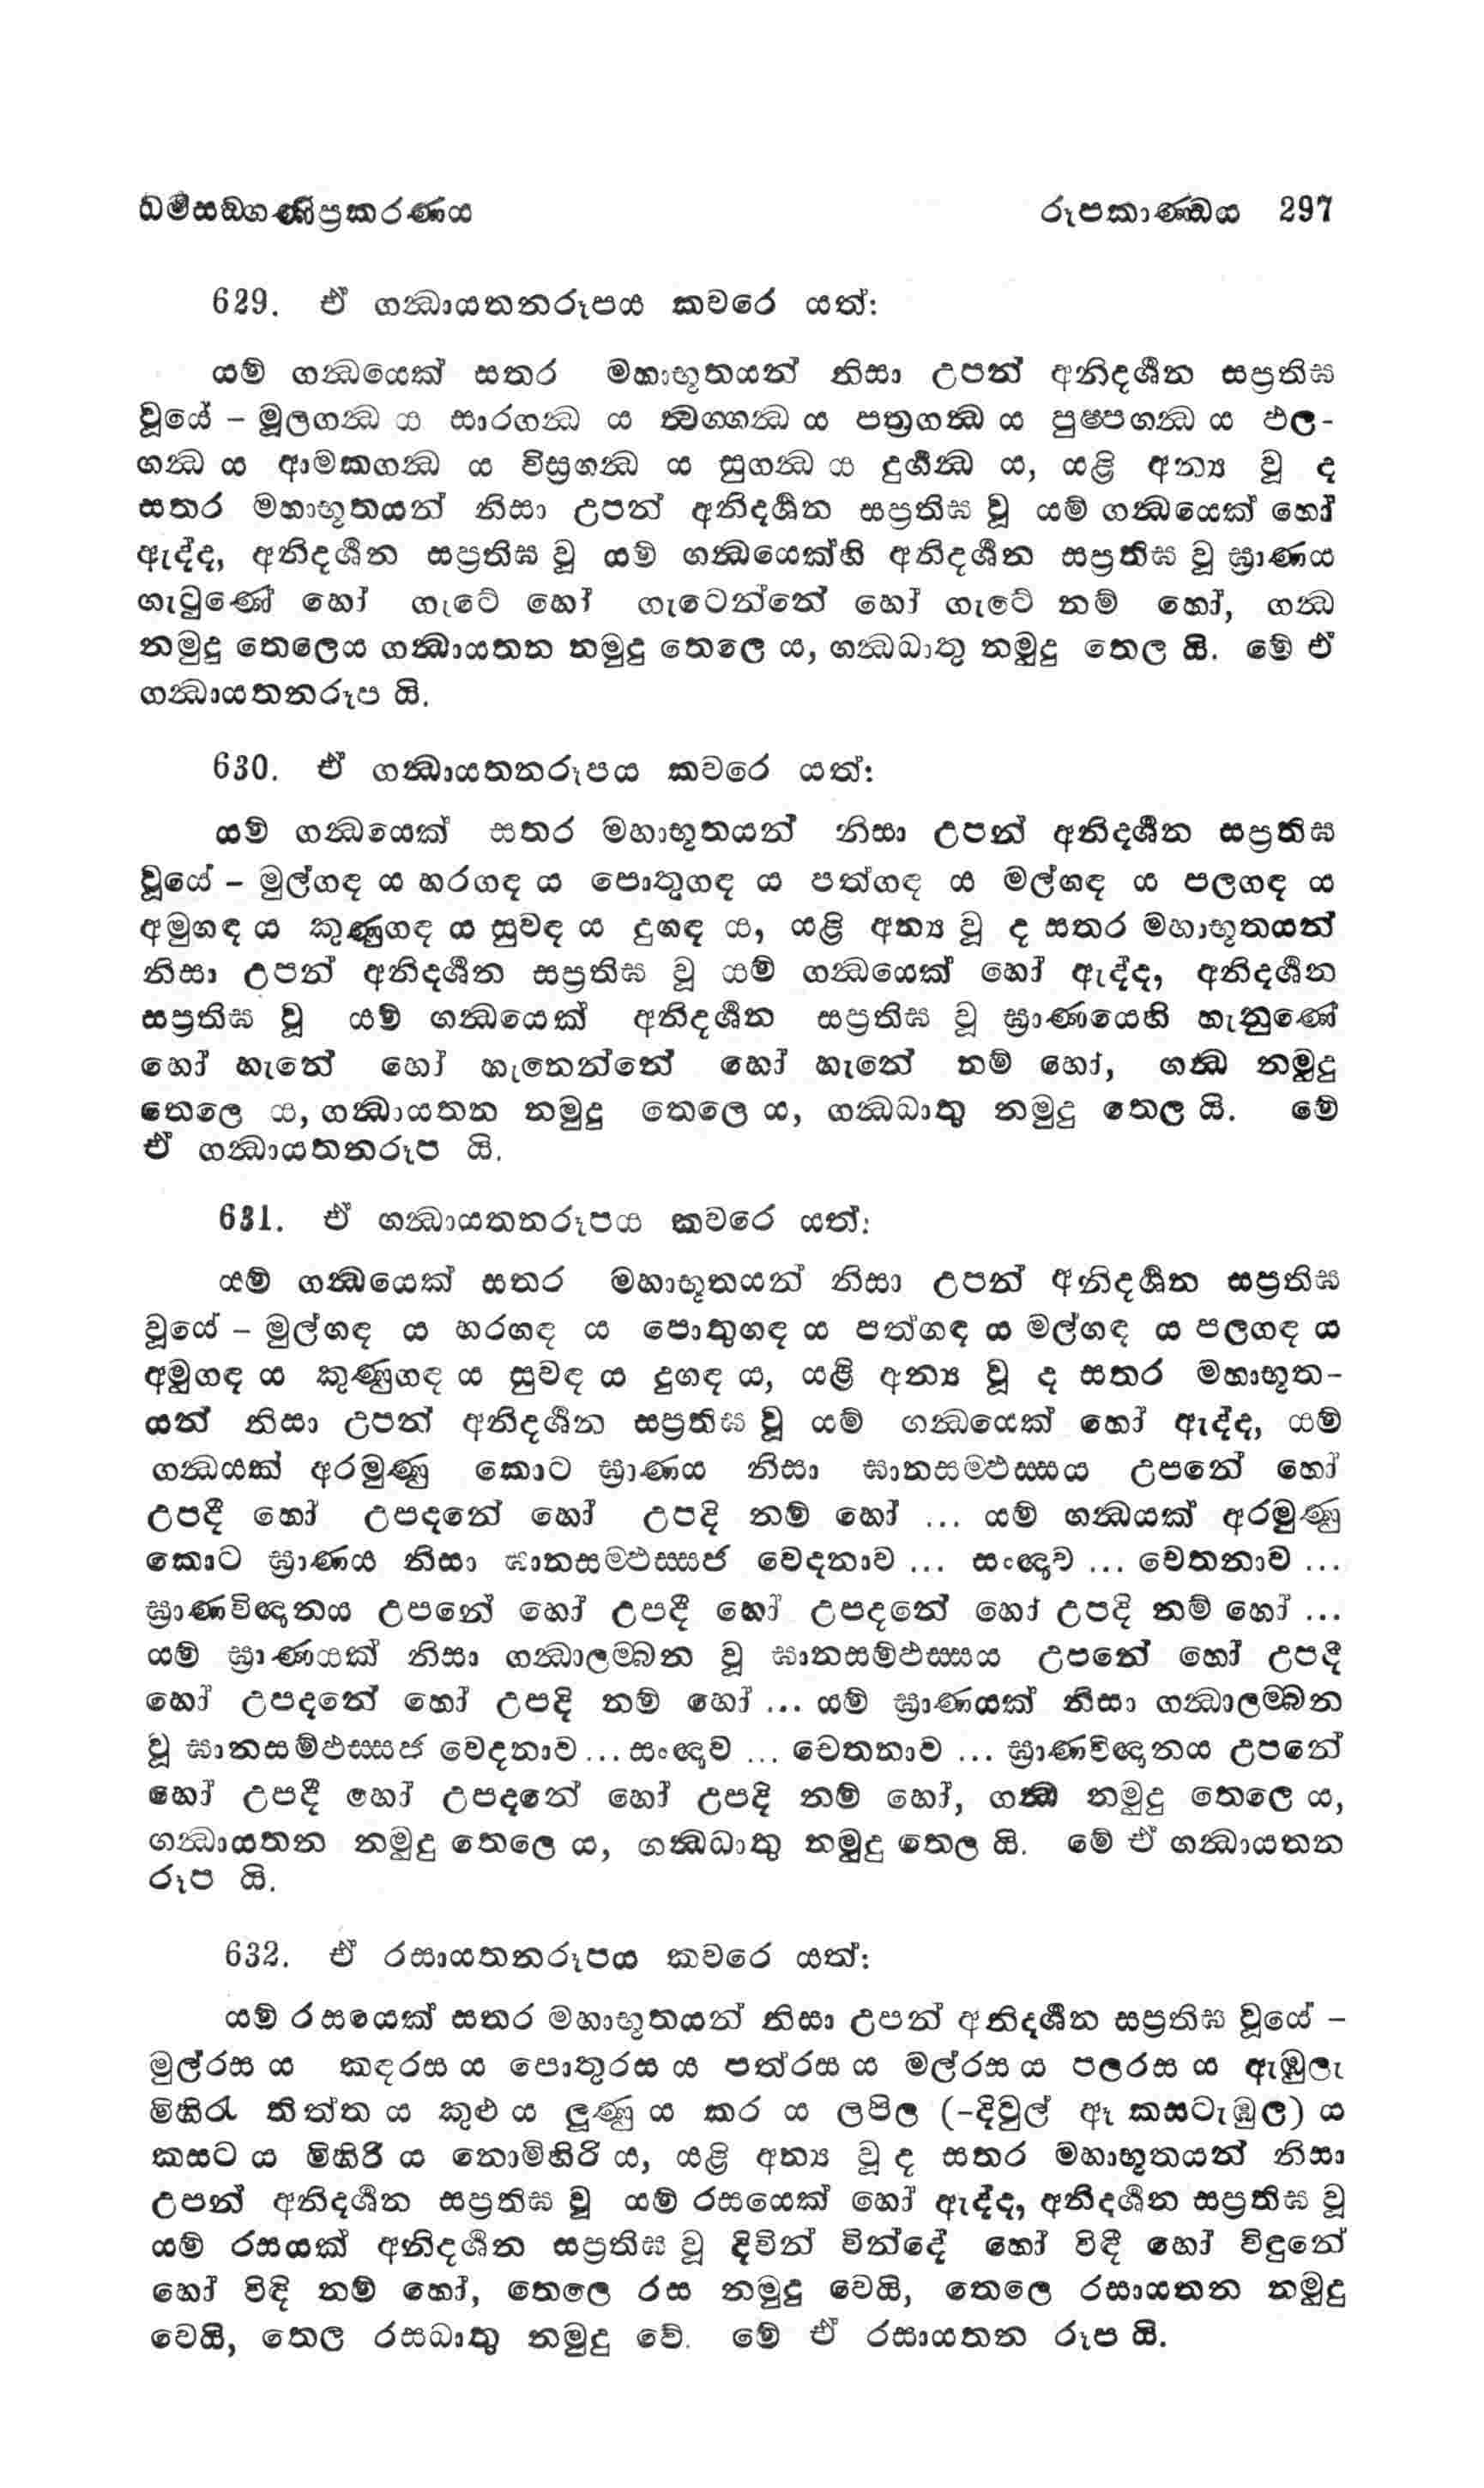 ධර්මසඞ්ගණිප්‍රකරණය රූපකාණ්ඩය 297
629. ඒ ගන්ධායතනරූපය කවරෙ යත්:
යම් ගන්ධයෙක් සතර මහාභූතයන් නිසා උපන් අනිදර්ශන සප්‍රතිඝ
වූයේ – මූලගන්ධ ය සාරගන්ධ ය ත්වග්ගන්ධ ය පත්‍රගන්ධ ය පුෂ්පගන්ධ ය ඵල-
ගන්ධ ය ආමකගන්ධ ය විස්‍රගන්ධ ය සුගන්ධ ය දුර්ගන්ධ ය, යළි අන්‍ය වූ ද
සතර මහාභූතයන් නිසා උපන් අනිදර්ශන සප්‍රතිඝ වූ යම් ගන්ධයෙක් හෝ
ඇද්ද, අනිදර්ශන සප්‍රතිඝ වූ යම් ගන්ධයෙක්හි අනිදර්ශන සප්‍රතිඝ වූ ඝ්‍රාණය
ගැටුණේ හෝ ගැටේ හෝ ගැටෙන්නේ හෝ ගැටේ නම් හෝ, ගන්ධ
නමුදු තෙලෙය ගන්ධායතන නමුදු තෙලෙ ය, ගන්ධධාතු නමුදු තෙල යි. මේ ඒ
ගන්ධායතනරූප යි.
630. ඒ ගන්ධායතනරූපය කවරෙ යත්:
යම් ගන්ධයෙක් සතර මහාභූතයන් නිසා උපන් අනිදර්ශන සප්‍රතිඝ
වූයේ – මුල්ගඳ ය හරගඳ ය පොතුගඳ ය පත්ගඳ ය මල්ගඳ ය පලගඳ ය
අමුගඳ ය කුණුගඳ ය සුවඳ ය දුගඳ ය, යළි අන්‍ය වූ ද සතර මහාභූතයන්
නිසා උපන් අනිදර්ශන සප්‍රතිඝ වූ යම් ගන්ධයෙක් හෝ ඇද්ද, අනිදර්ශන
සප්‍රතිඝ වූ යම් ගන්ධයෙක් අනිදර්ශන සප්‍රතිඝ වූ ඝ්‍රාණයෙහි හැනුණේ
හෝ හැනේ හෝ හැනෙන්නේ හෝ හැනේ නම් හෝ, ගන්ධ නමුදු
තෙලෙ ය, ගන්ධායතන නමුදු තෙලෙ ය, ගන්ධධාතු නමුදු තෙල යි. මේ
ඒ ගන්ධායතනරූප යි.
631. ඒ ගන්ධායතනරූපය කවරෙ යත්:
යම් ගන්ධයෙක් සතර මහාභූතයන් නිසා උපන් අනිදර්ශන සප්‍රතිඝ
වූයේ – මුල්ගඳ ය හරගඳ ය පොතුගඳ ය පත්ගඳ ය මල්ගඳ ය පලගඳ ය
අමුගඳ ය කුණුගඳ ය සුවඳ ය දුගඳ ය, යළි අන්‍ය වූ ද සතර මහාභූත-
යන් නිසා උපන් අනිදර්ශන සප්‍රතිඝ වූ යම් ගන්ධයෙක් හෝ ඇද්ද, යම්
ගන්ධයක් අරමුණු කොට ඝ්‍රාණය නිසා ඝානසම්ඵස්සය උපනේ හෝ
උපදී හෝ උපදනේ හෝ උපදි නම් හෝ ... යම් ගන්ධයක් අරමුණු
කොට ඝ්‍රාණය නිසා ඝානසම්ඵස්සජ වෙදනාව ... සංඥාව ... චෙතනාව ...
ඝ්‍රාණවිඥානය උපනේ හෝ උපදී හෝ උපදනේ හෝ උපදි නම් හෝ ...
යම් ඝ්‍රාණයක් නිසා ගන්ධාලම්බන වූ ඝානසම්ඵස්සය උපනේ හෝ උපදී
හෝ උපදනේ හෝ උපදි නම් හෝ ... යම් ඝ්‍රාණයක් නිසා ගන්ධාලම්බන
වූ ඝානසම්ඵස්සජ වෙදනාව ... සංඥාව ... චෙතනාව ... ඝ්‍රාණවිඥානය උපනේ
හෝ උපදී හෝ උපදනේ හෝ උපදි නම් හෝ, ගන්ධ නමුදු තෙලෙ ය,
ගන්ධායතන නමුදු තෙලෙ ය, ගන්ධධාතු නමුදු තෙල යි. මේ ඒ ගන්ධායතන
රූප යි.
632. ඒ රසායතනරූපය කවරෙ යත්:
යම් රසයෙක් සතර මහාභූතයන් නිසා උපන් අනිදර්ශන සප්‍රතිඝ වූයේ –
මුල්රස ය කඳරස ය පොතුරස ය පත්රස ය මල්රස ය පලරස ය ඇඹුලැ
මිහිරැ තිත්ත ය කුළු ය ලුණු ය කර ය ලපිල (-දිවුල් ඈ කසටැඹුල) ය
කසට ය මිහිරි ය නොමිහිරි ය, යළි අන්‍ය වූ ද සතර මහාභූතයන් නිසා
උපන් අනිදර්ශන සප්‍රතිඝ වූ යම් රසයෙක් හෝ ඇද්ද, අනිදර්ශන සප්‍රතිඝ වූ
යම් රසයක් අනිදර්ශන සප්‍රතිඝ වූ දිවින් වින්දේ හෝ විඳී හෝ විඳුනේ
හෝ විඳි නම් හෝ, තෙලෙ රස නමුදු වෙයි, තෙලෙ රසායතන නමුදු
වෙයි, තෙල රසධාතු නමුදු වේ. මේ ඒ රසායතන රූප යි.